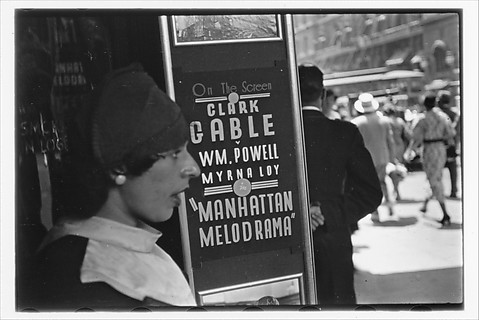 On The Screen
CLARK
GABLE
WM. POWELL
MYRNA LOY
in
"MANHATTAN
MELODRAMA"